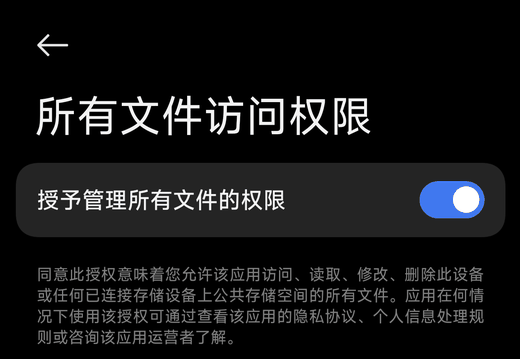 所有文件访问权限
授予管理所有文件的权限
同意此授权意味着您允许该应用访问、读取、修改、删除此设备
或任何已连接存储设备上公共存储空间的所有文件。应用在何情
况下使用该授权可通过查看该应用的隐私协议、个人信息处理规
则或咨询该应用运营者了解。